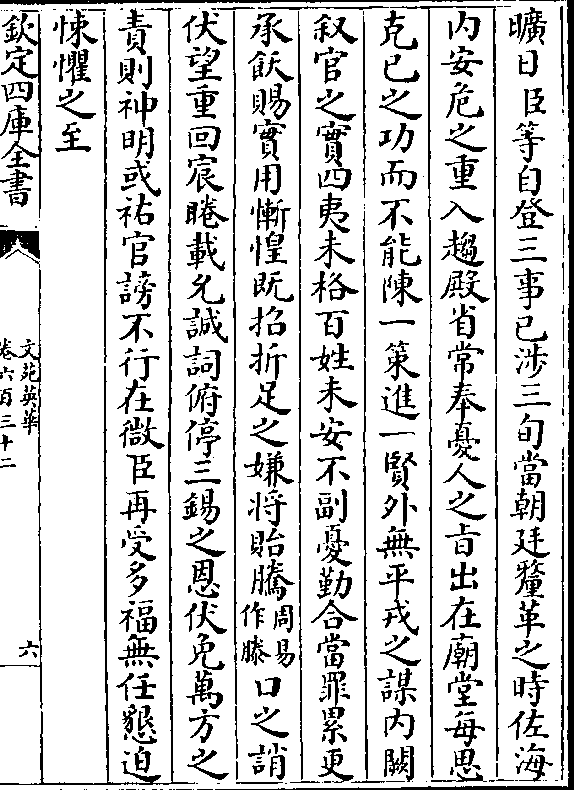 曠日臣等自登三事已涉三旬當朝廷釐革之時佐海
内安危之重入趨殿省常奉憂人之㫖出在廟堂每思
克已之功而不能陳一策進一賢外無平戎之謀内闕
叙官之實四夷未格百姓未安不副憂勤合當罪累更
承飫賜實用慚惶既招折足之嫌將貽騰周易作滕口之誚
伏望重回宸睠載允誠詞俯停三錫之恩伏免萬方之
責則神明或祐官謗不行在微臣再受多福無任懇迫
悚懼之至
欽定四庫全書
文苑英華
卷六百三十二
六